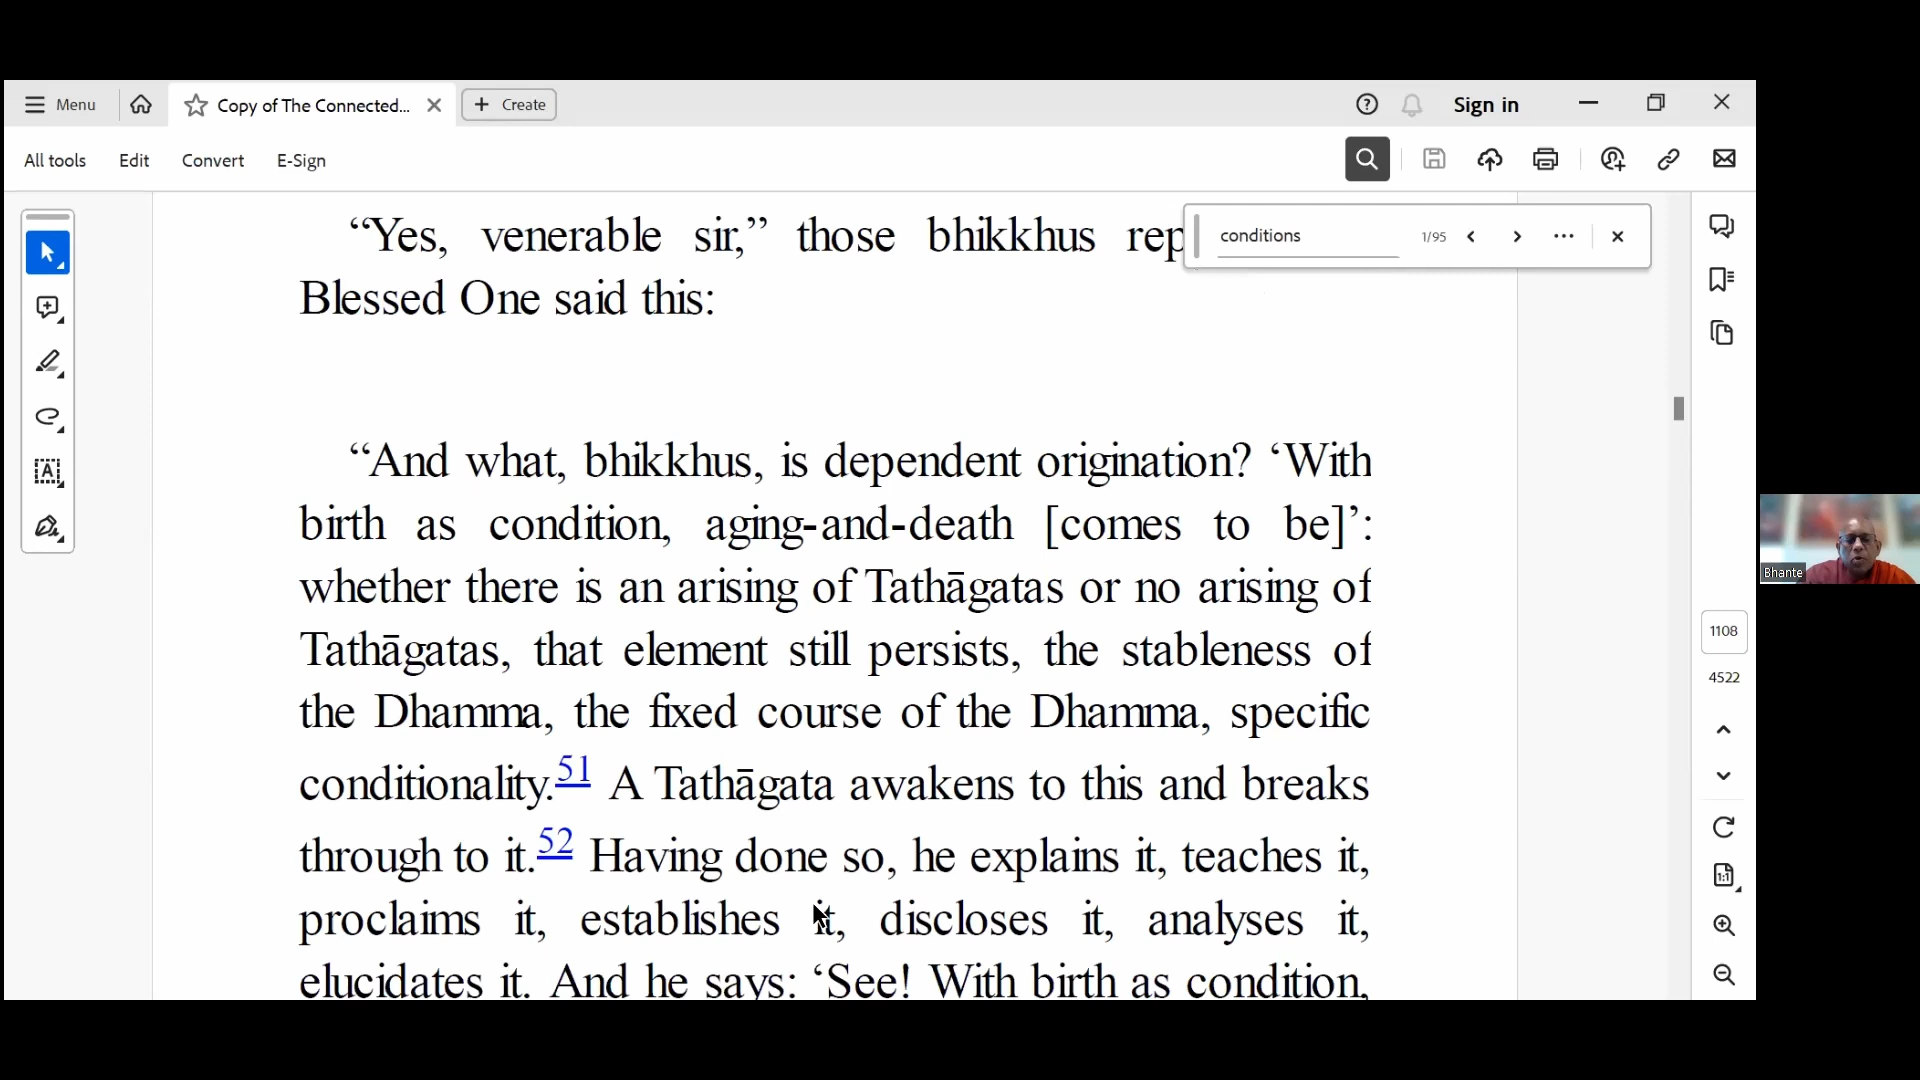 Menu
Copy of The Connected...
Create
Sign in
All tools
Edit
Convert
E-Sign
conditions
1/95
“Yes, venerable sir,” those bhikkhus rep
Blessed One said this:
“And what, bhikkhus, is dependent origination? ‘With
birth as condition, aging-and-death [comes to be]’:
whether there is an arising of Tathāgatas or no arising of
Tathāgatas, that element still persists, the stableness of
the Dhamma, the fixed course of the Dhamma, specific
conditionality.51 A Tathāgata awakens to this and breaks
through to it.52 Having done so, he explains it, teaches it,
proclaims it, establishes it, discloses it, analyses it,
elucidates it. And he says: ‘See! With birth as condition,
Bhante
1108
4522